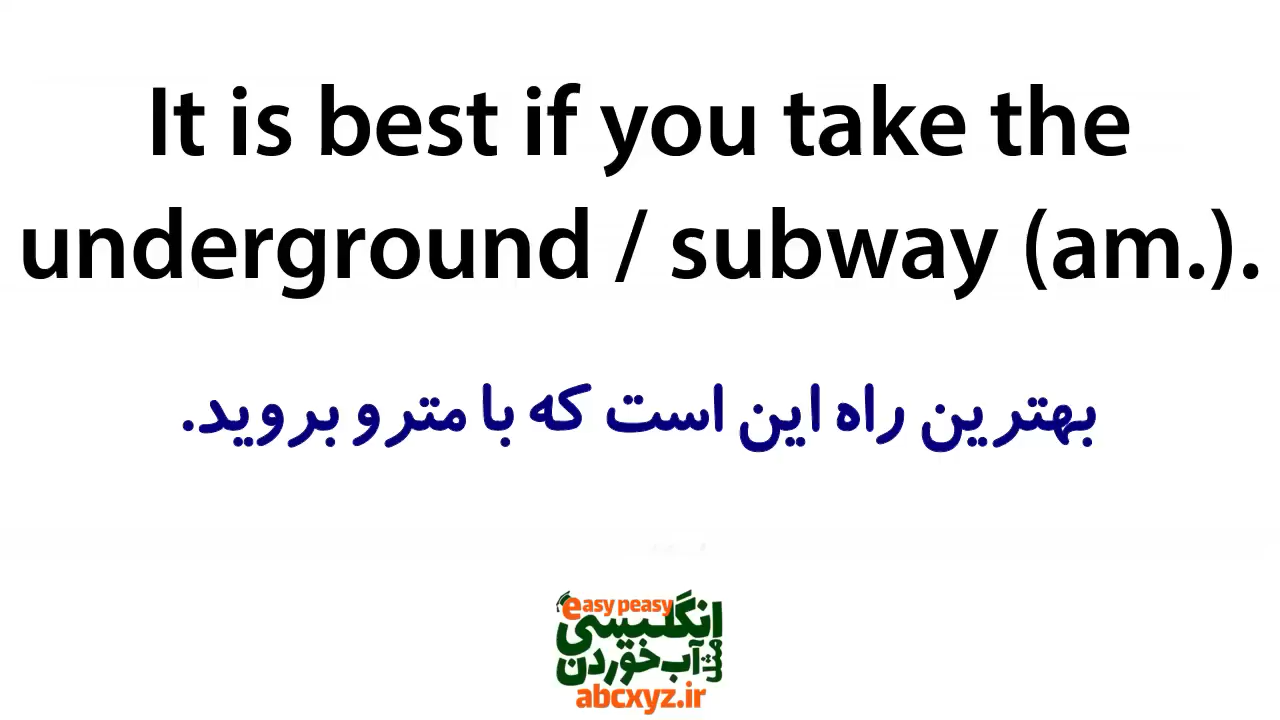 It is best if you take the
underground / subway (am.).
بهترین راه این است که با مترو بروید.
easy peasy
انگلیسی
مثل آب خوردن
abcxyz.ir